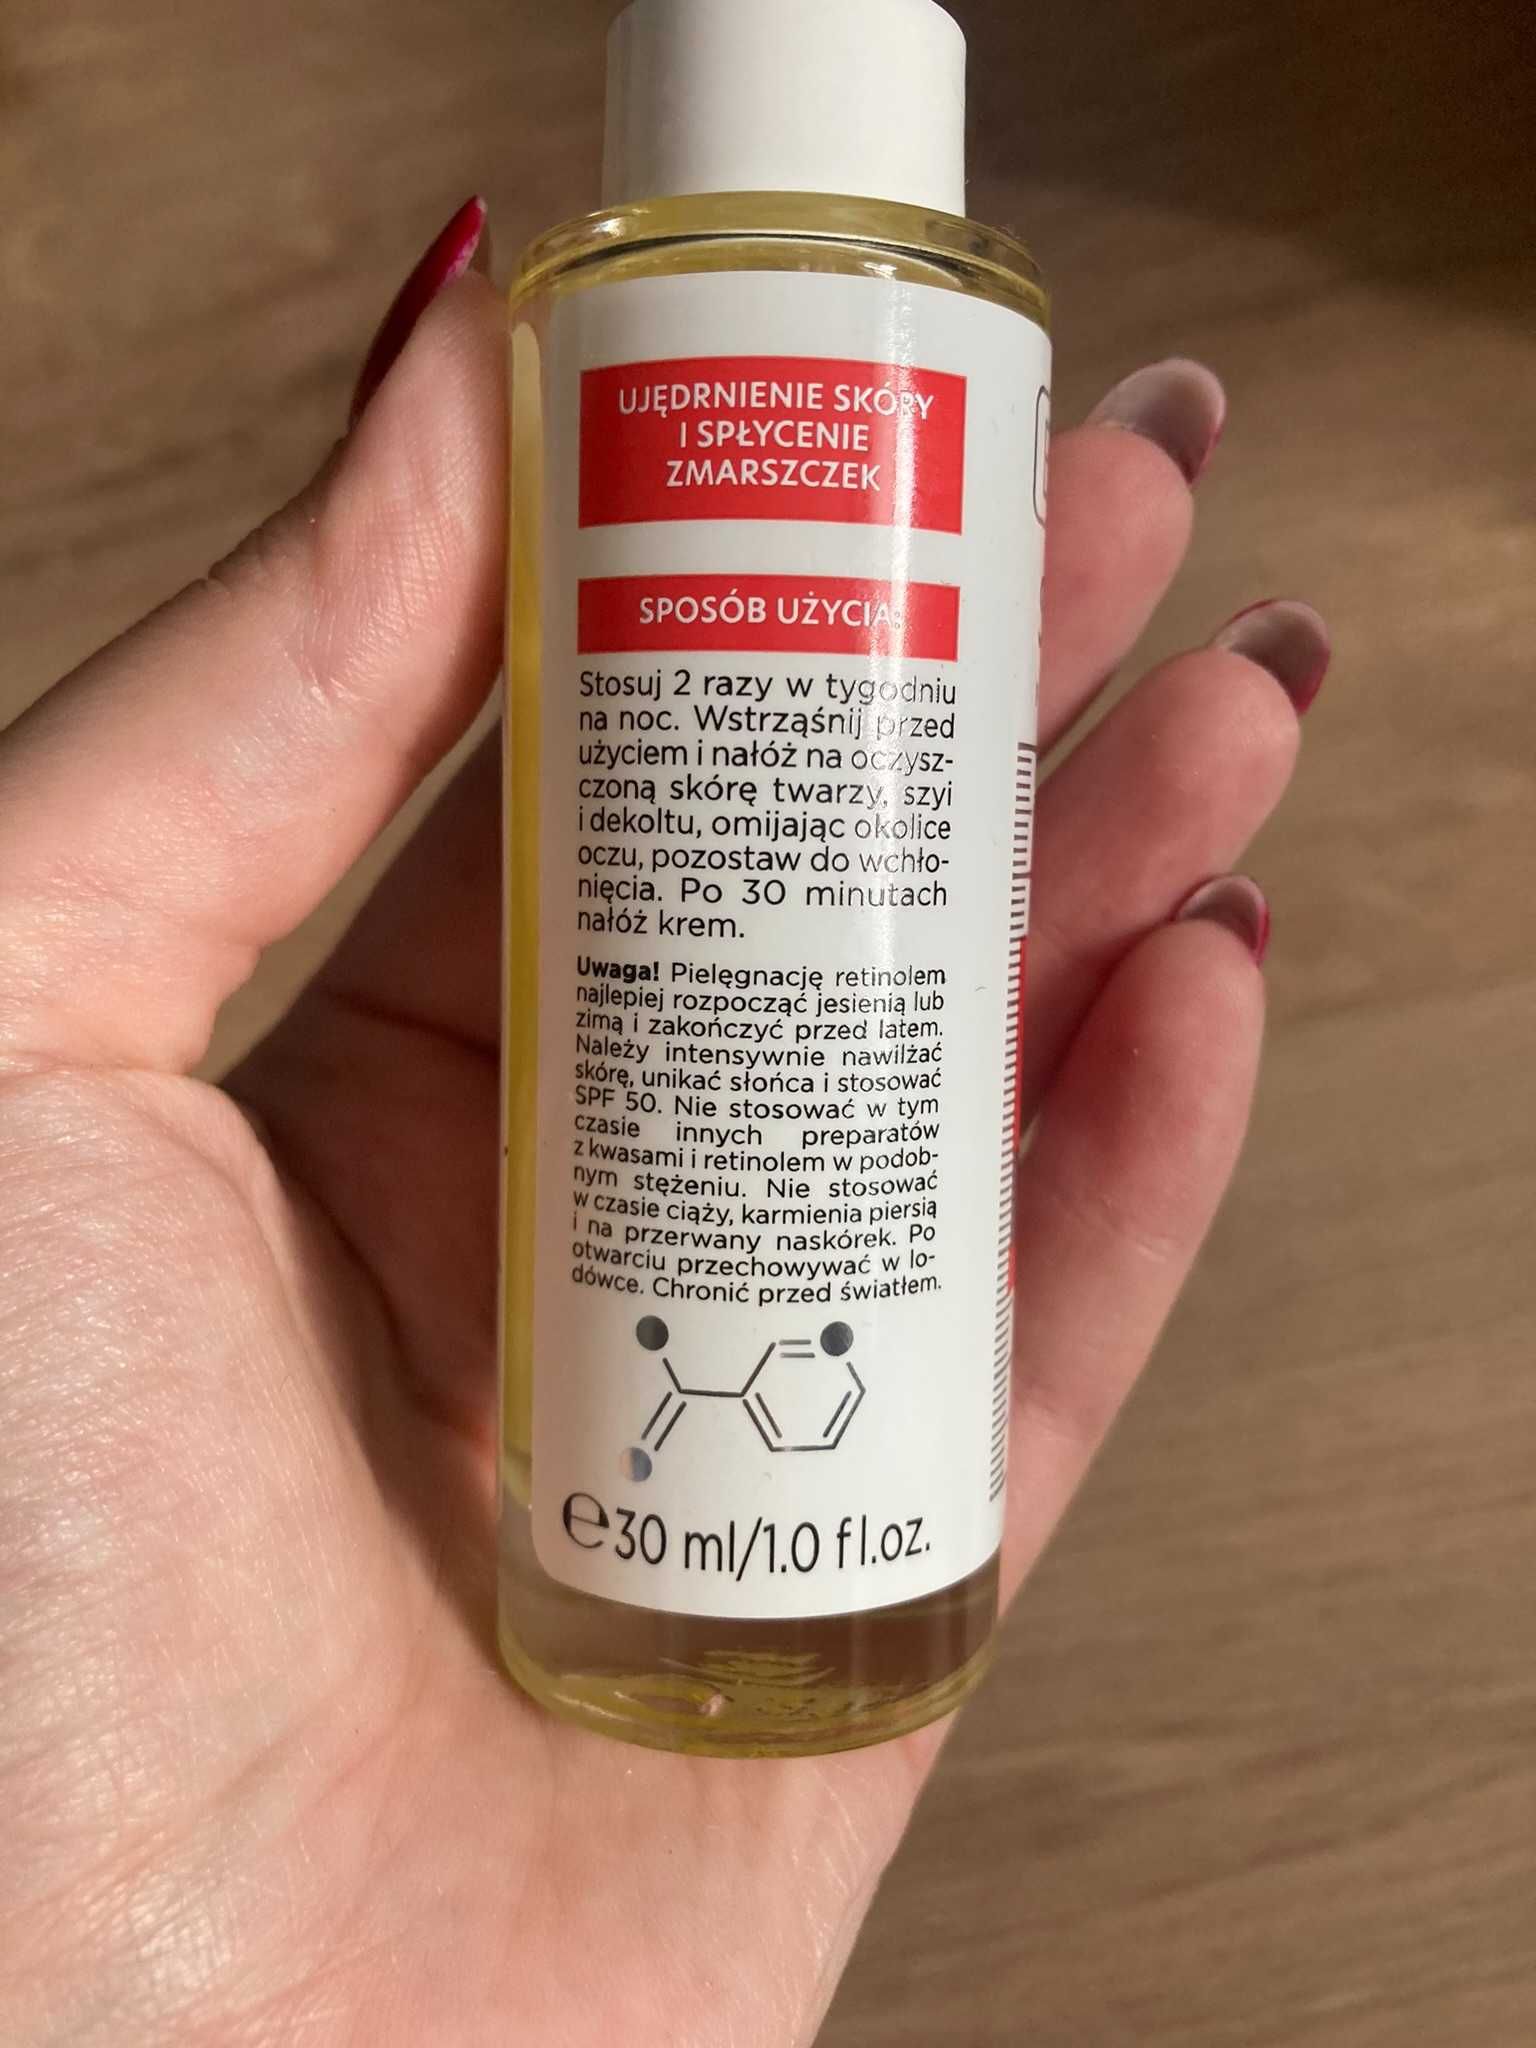 UJĘDRNIENIE SKÓRY
I SPŁYCENIE
ZMARSZCZEK
SPOSÓB UŻYCIA:
Stosuj 2 razy w tygodniu
na noc. Wstrząśnij przed
użyciem i nałóż na oczysz-
czoną skórę twarzy, szyi
i dekoltu, omijając okolice
oczu, pozostaw do wchło-
nięcia. Po 30 minutach
nałóż krem.
Uwaga! Pielęgnację retinolem
najlepiej rozpocząć jesienią lub
zimą i zakończyć przed latem.
Należy intensywnie nawilżać
skórę, unikać słońca i stosować
SPF 50. Nie stosować w tym
czasie innych preparatów
z kwasami i retinolem w podob-
nym stężeniu. Nie stosować
w czasie ciąży, karmienia piersią
i na przerwany naskórek. Po
otwarciu przechowywać w lo-
dówce. Chronić przed światłem.
℮30 ml/1.0 fl.oz.